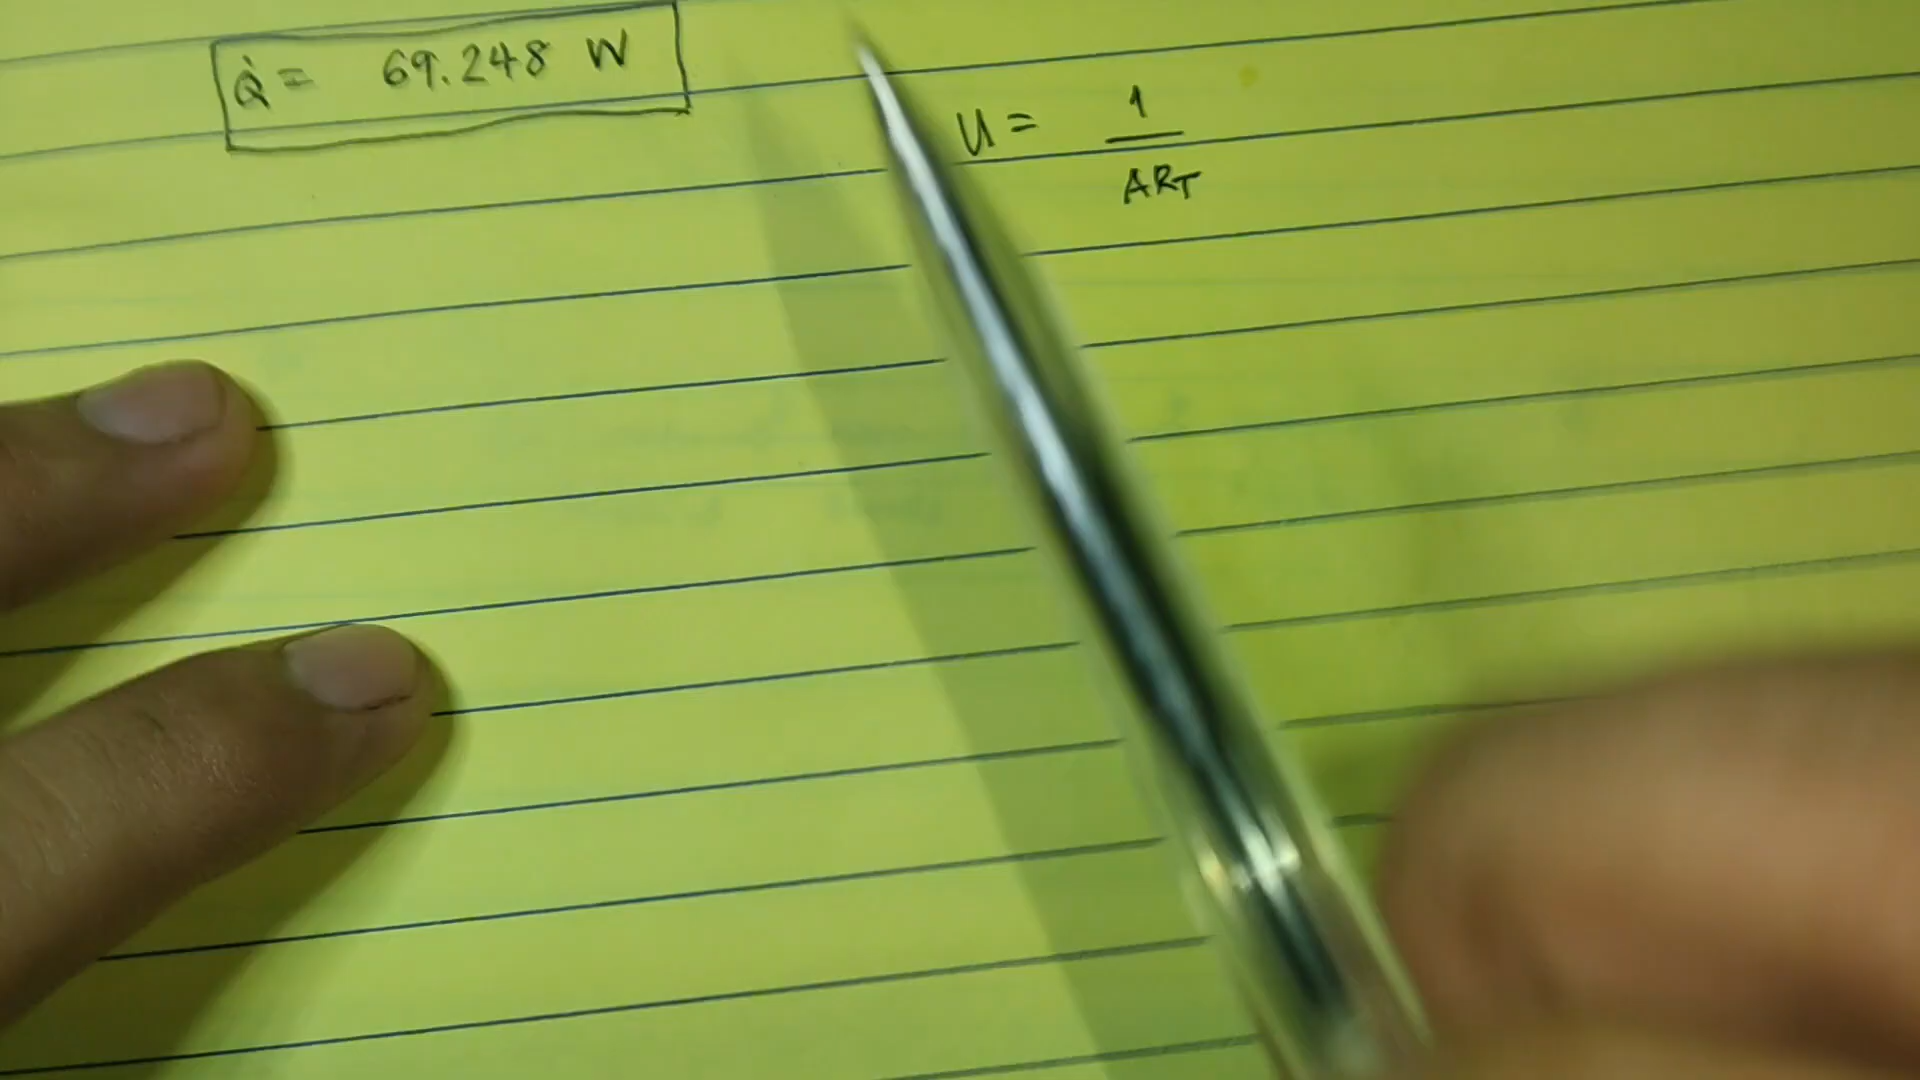 Q̇ = 69.248 W
U = 1
AR_T